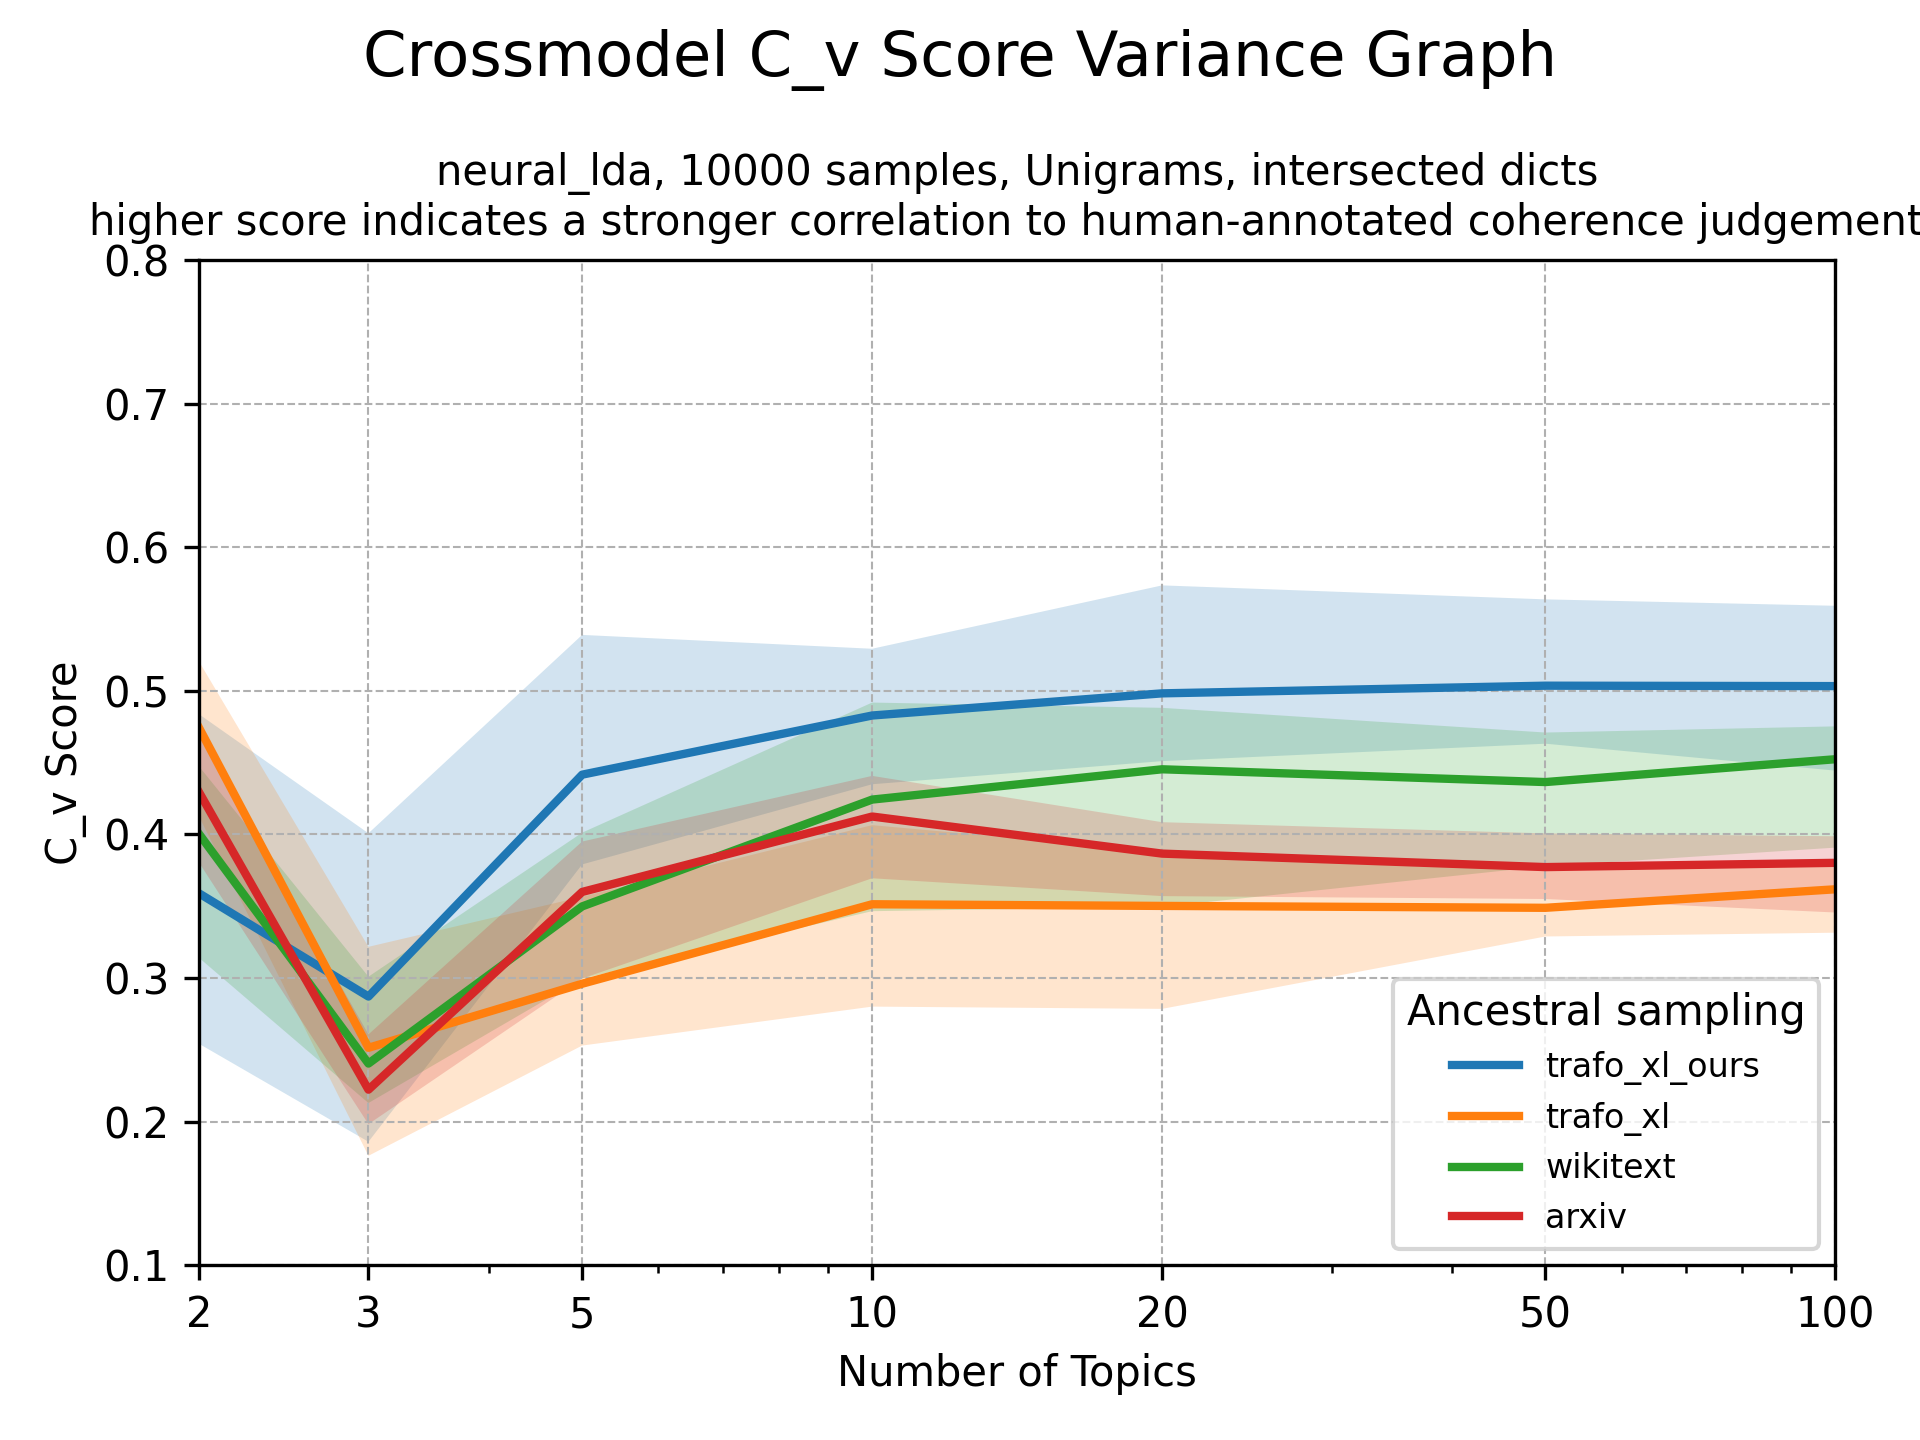 Crossmodel C_v Score Variance Graph
neural_lda, 10000 samples, Unigrams, intersected dicts
higher score indicates a stronger correlation to human-annotated coherence judgement
0.8
0.7
0.6
0.5
0.4
0.3
0.2
0.1
C_v Score
Ancestral sampling
trafo_xl_ours
trafo_xl
wikitext
arxiv
2 3 5 10 20 50 100
Number of Topics